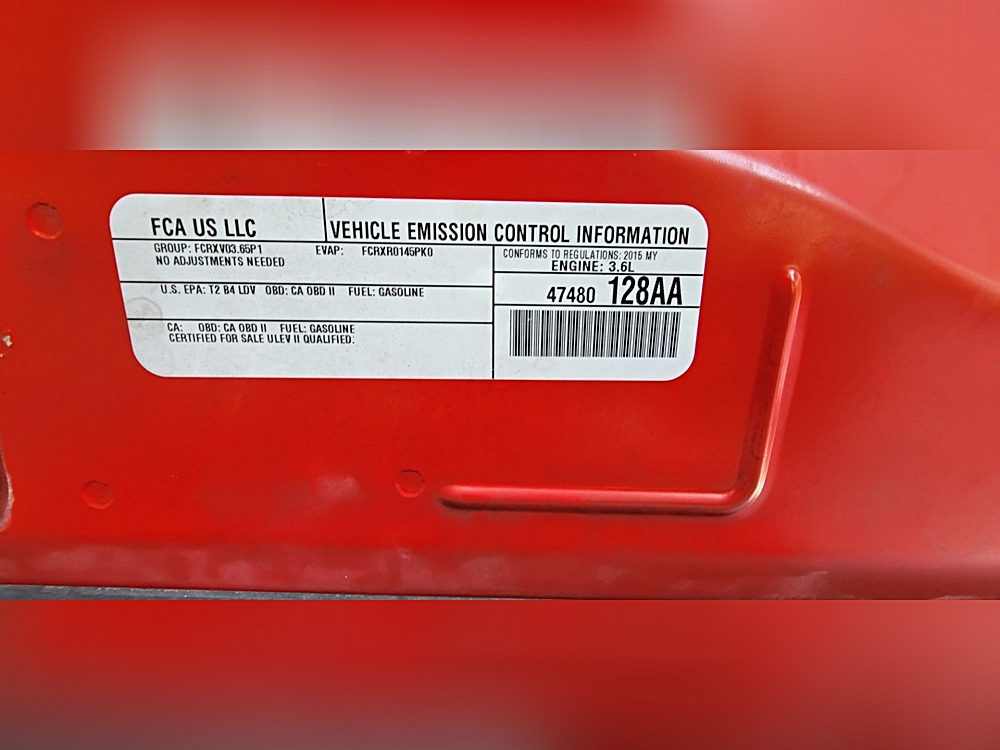 FCA US LLC
VEHICLE EMISSION CONTROL INFORMATION
GROUP: FCRXV03.65P1 EVAP: FCRXR0145PK0
NO ADJUSTMENTS NEEDED
CONFORMS TO REGULATIONS: 2015 MY
ENGINE: 3.6L
U.S. EPA: T2 B4 LDV OBD: CA OBD II FUEL: GASOLINE
47480 128AA
CA: OBD: CA OBD II FUEL: GASOLINE
CERTIFIED FOR SALE ULEV II QUALIFIED.